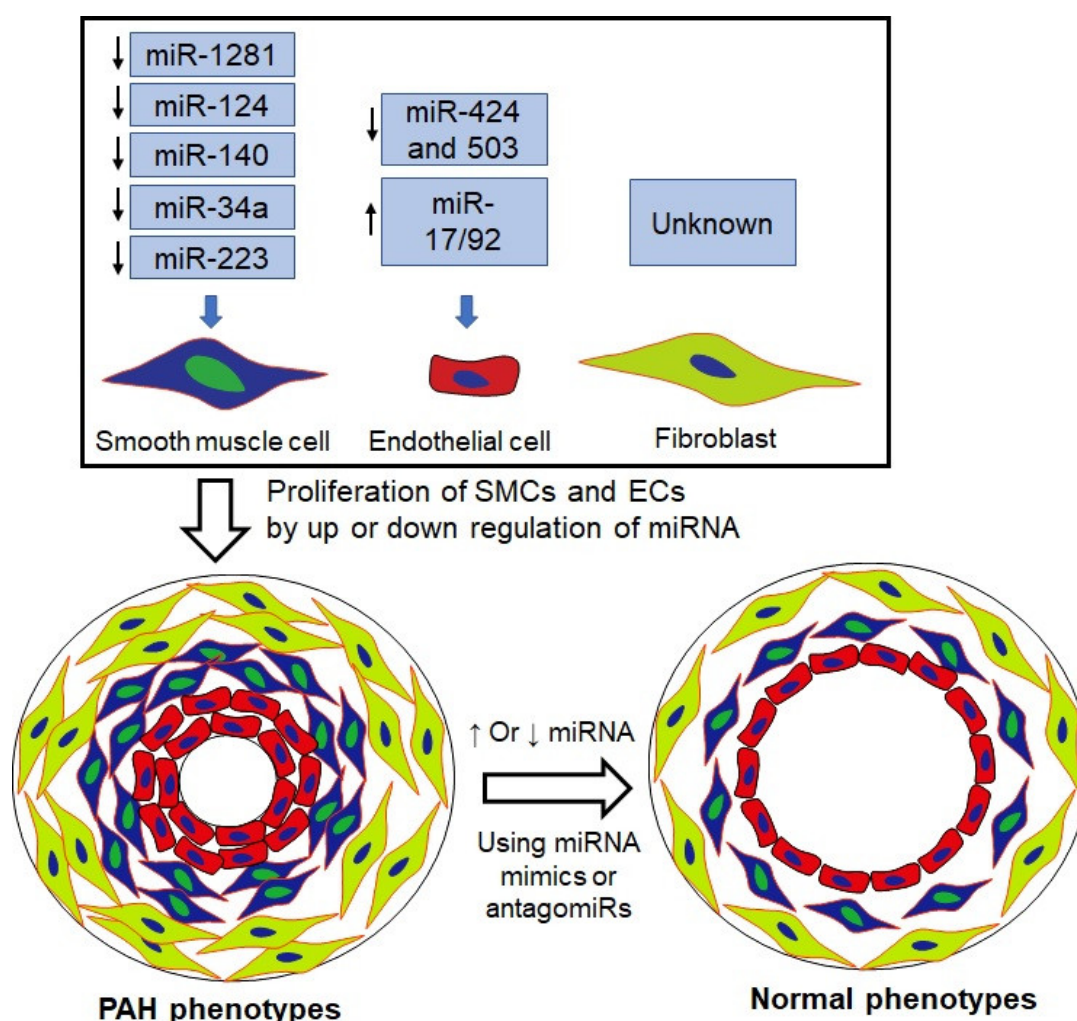 miR-1281
miR-124
miR-140
miR-34a
miR-223
miR-424
and 503
miR-
17/92
Unknown
Smooth muscle cell
Endothelial cell
Fibroblast
Proliferation of SMCs and ECs
by up or down regulation of miRNA
↑ Or ↓ miRNA
Using miRNA
mimics or
antagomiRs
PAH phenotypes
Normal phenotypes